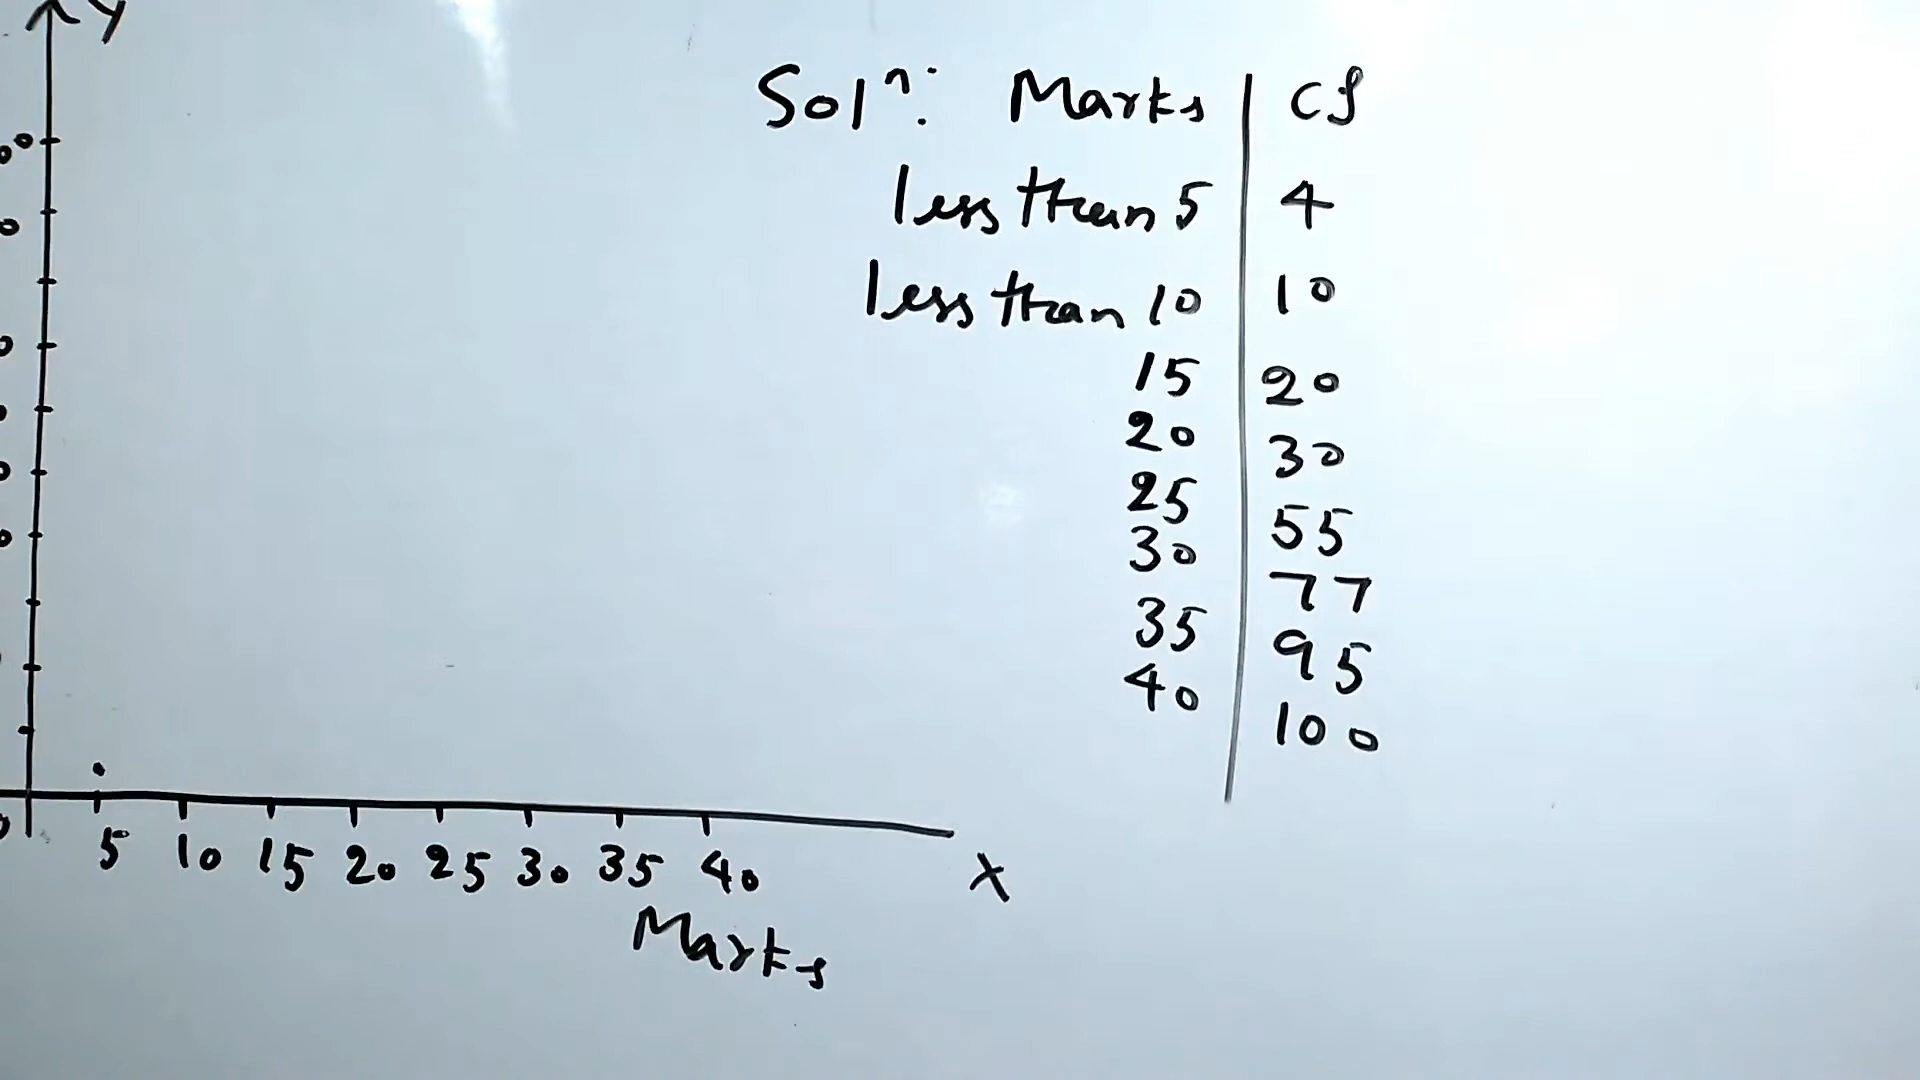 Y
Solⁿ: Marks | cf
less than 5 | 4
less than 10 | 10
15 | 20
20 | 30
25 | 55
30 | 77
35 | 95
40 | 100
5 10 15 20 25 30 35 40
X
Marks